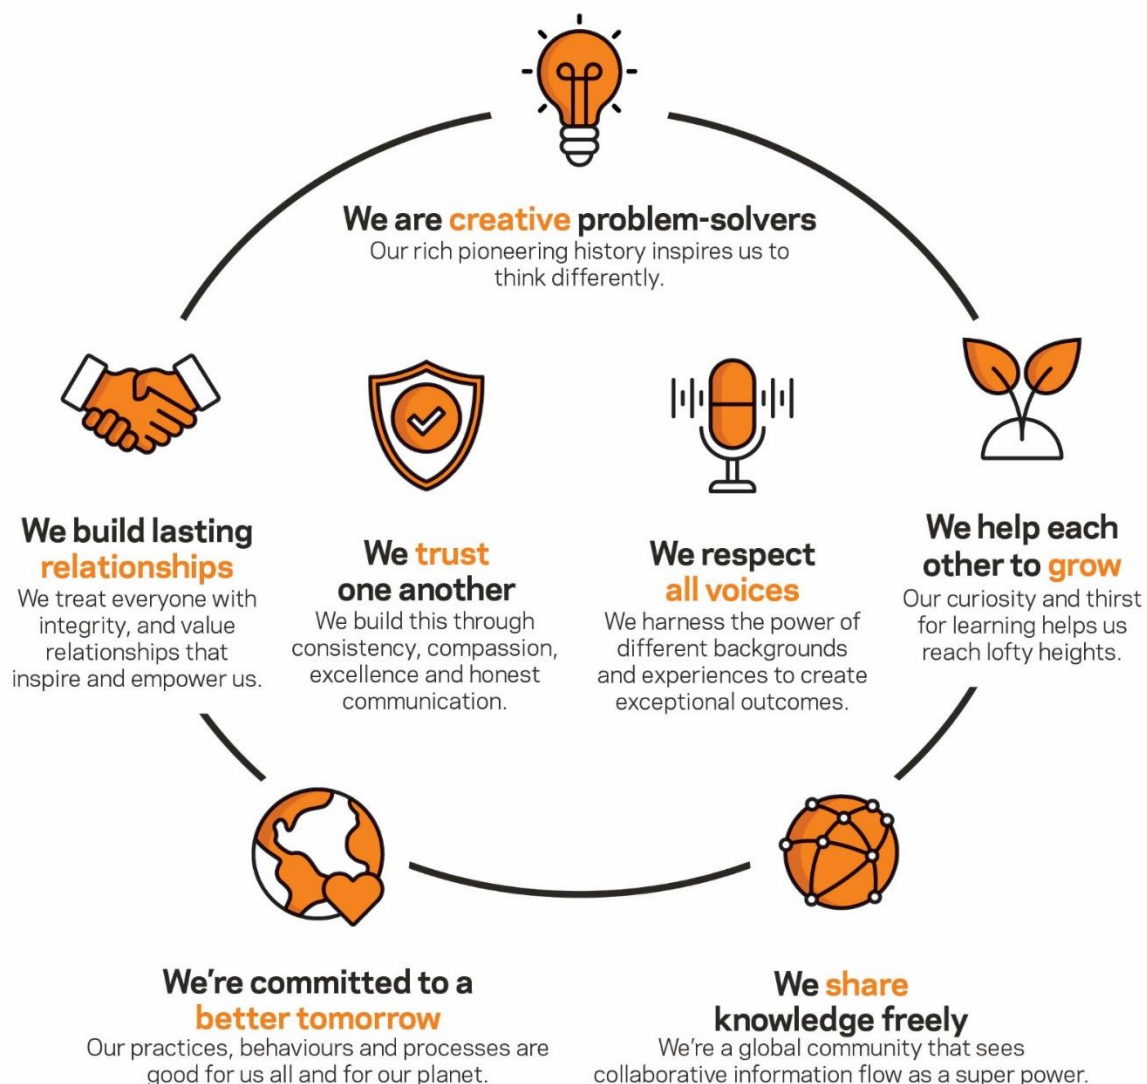 We are creative problem-solvers
Our rich pioneering history inspires us to
think differently.
We build lasting
relationships
We treat everyone with
integrity, and value
relationships that
inspire and empower us.
We trust
one another
We build this through
consistency, compassion,
excellence and honest
communication.
We respect
all voices
We harness the power of
different backgrounds
and experiences to create
exceptional outcomes.
We help each
other to grow
Our curiosity and thirst
for learning helps us
reach lofty heights.
We're committed to a
better tomorrow
Our practices, behaviours and processes are
good for us all and for our planet.
We share
knowledge freely
We're a global community that sees
collaborative information flow as a super power.